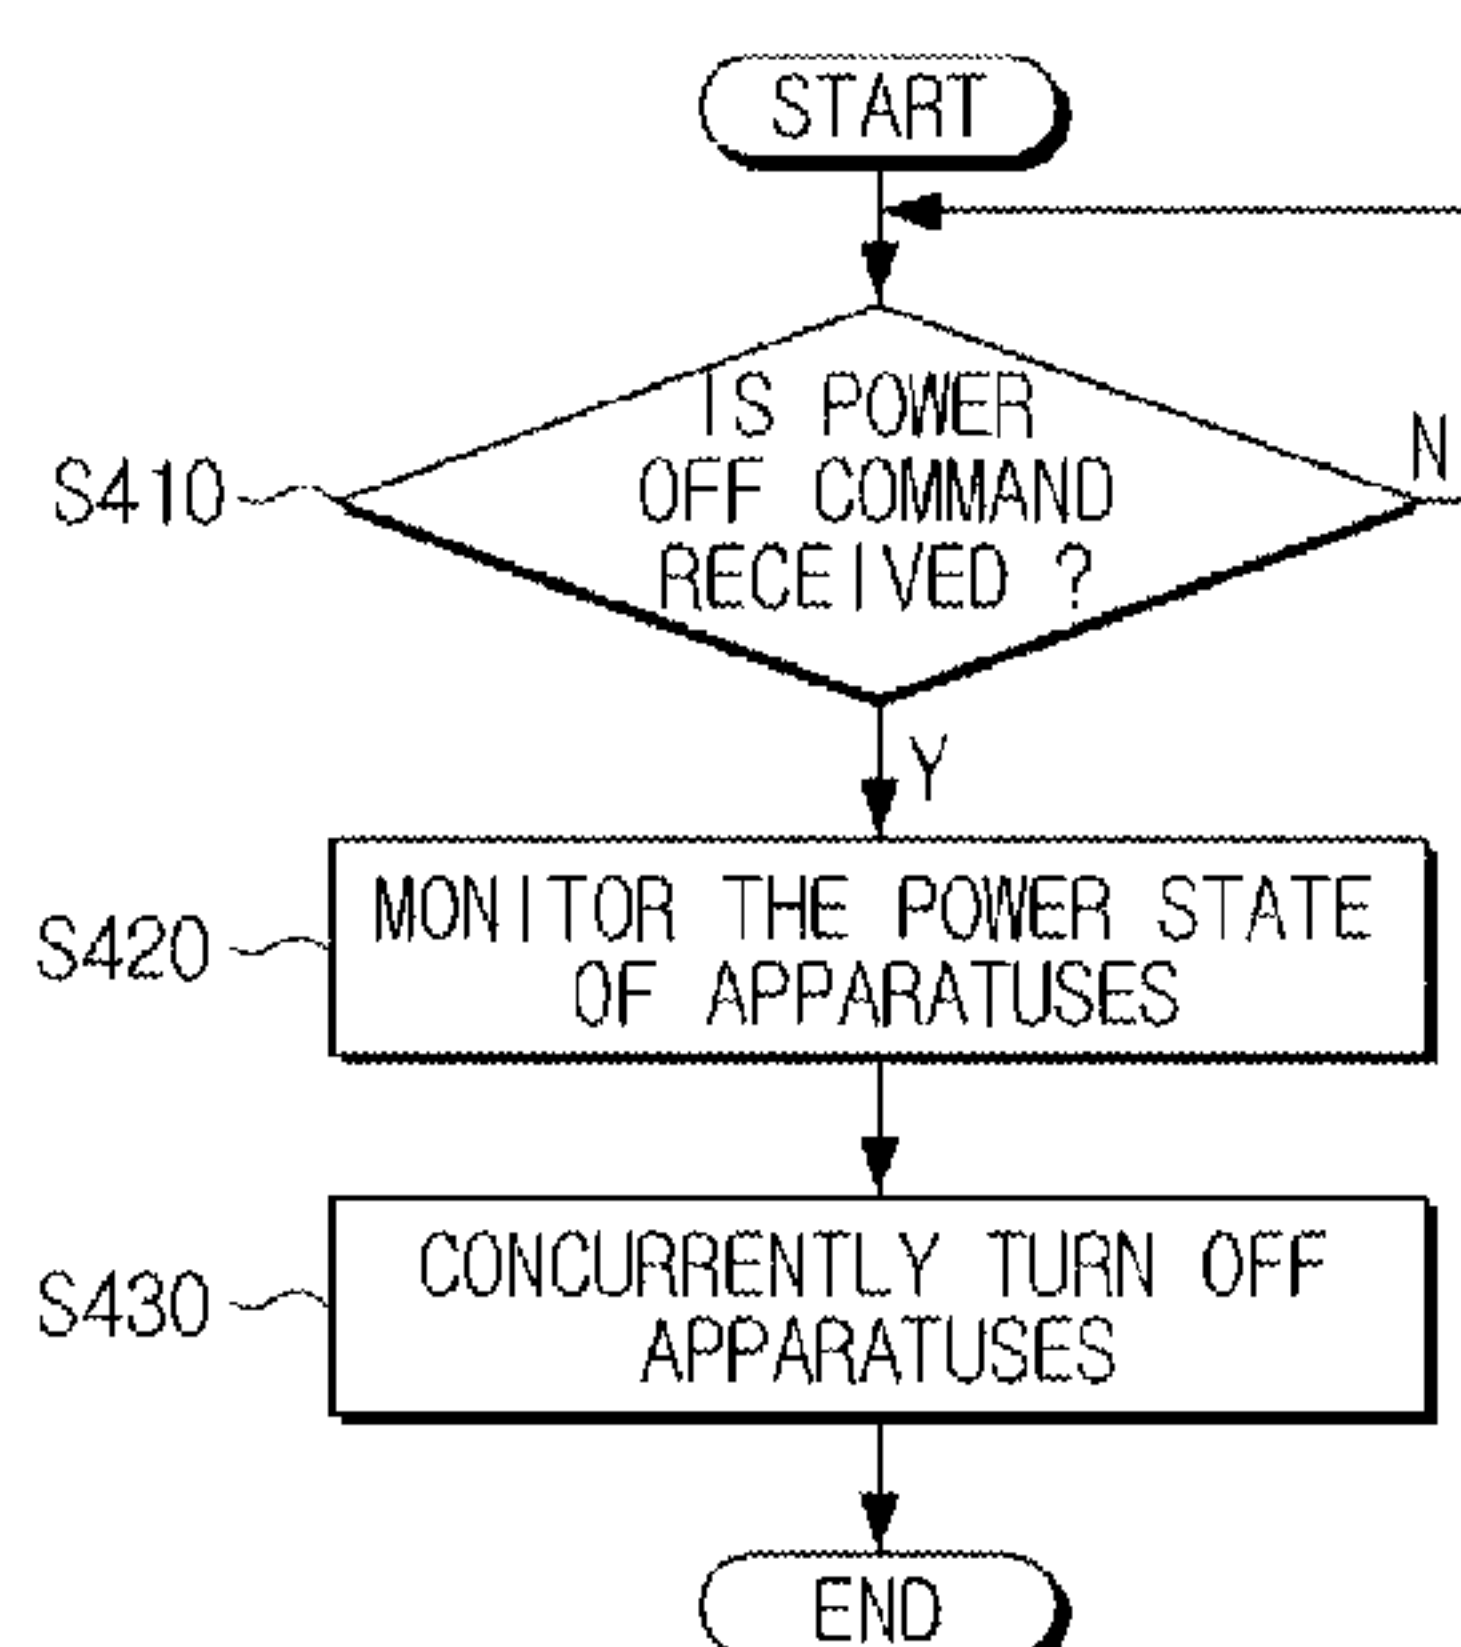 START
IS POWER
OFF COMMAND
RECEIVED ?
N
S410
Y
MONITOR THE POWER STATE
OF APPARATUSES
S420
CONCURRENTLY TURN OFF
APPARATUSES
S430
END